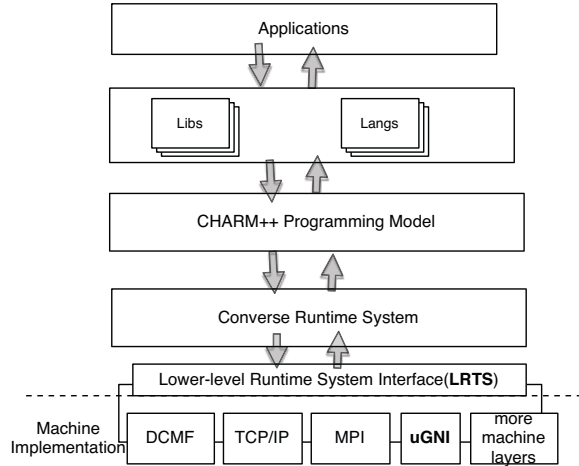 Applications
Libs
Langs
CHARM++ Programming Model
Converse Runtime System
Lower-level Runtime System Interface(LRTS)
Machine
Implementation
DCMF
TCP/IP
MPI
uGNI
more
machine
layers